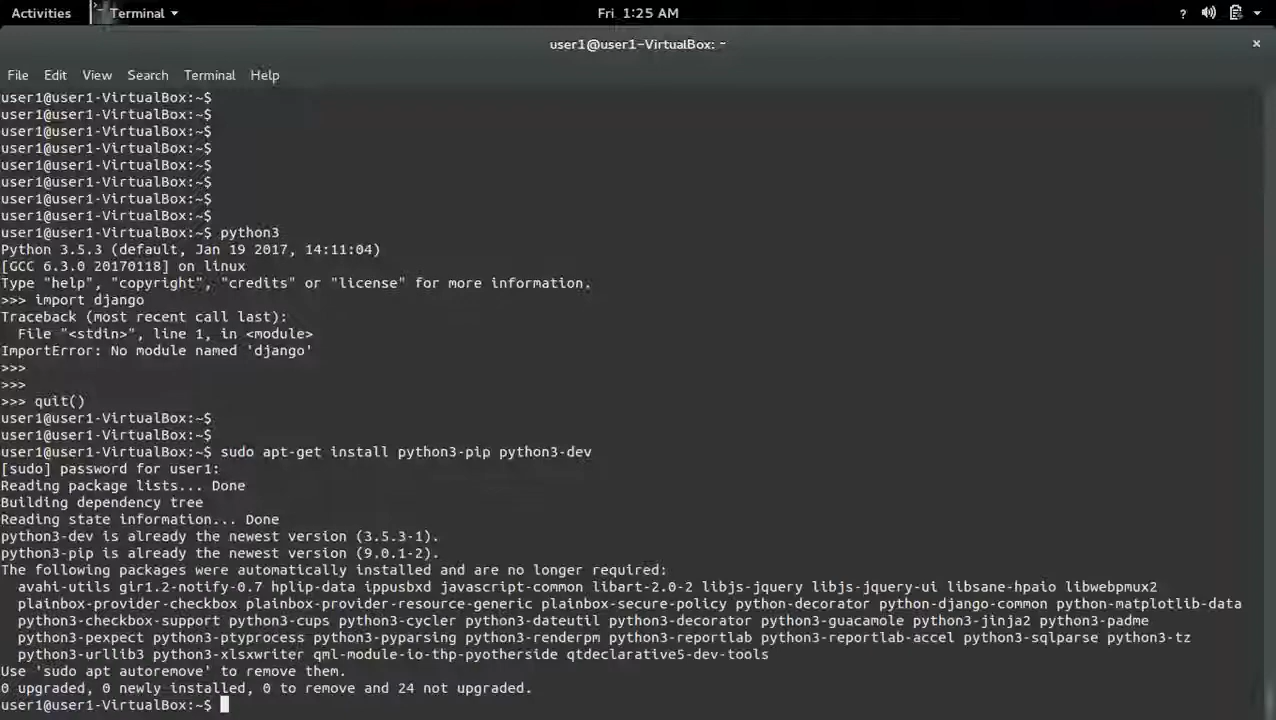 Activities Terminal Fri 1:25 AM ?
user1@user1-VirtualBox: ~
File Edit View Search Terminal Help
user1@user1-VirtualBox:~$
user1@user1-VirtualBox:~$
user1@user1-VirtualBox:~$
user1@user1-VirtualBox:~$
user1@user1-VirtualBox:~$
user1@user1-VirtualBox:~$
user1@user1-VirtualBox:~$
user1@user1-VirtualBox:~$
user1@user1-VirtualBox:~$ python3
Python 3.5.3 (default, Jan 19 2017, 14:11:04)
[GCC 6.3.0 20170118] on linux
Type "help", "copyright", "credits" or "license" for more information.
>>> import django
Traceback (most recent call last):
  File "<stdin>", line 1, in <module>
ImportError: No module named 'django'
>>>
>>>
>>> quit()
user1@user1-VirtualBox:~$
user1@user1-VirtualBox:~$
user1@user1-VirtualBox:~$ sudo apt-get install python3-pip python3-dev
[sudo] password for user1:
Reading package lists... Done
Building dependency tree
Reading state information... Done
python3-dev is already the newest version (3.5.3-1).
python3-pip is already the newest version (9.0.1-2).
The following packages were automatically installed and are no longer required:
  avahi-utils gir1.2-notify-0.7 hplip-data ippusbxd javascript-common libart-2.0-2 libjs-jquery libjs-jquery-ui libsane-hpaio libwebpmux2
  plainbox-provider-checkbox plainbox-provider-resource-generic plainbox-secure-policy python-decorator python-django-common python-matplotlib-data
  python3-checkbox-support python3-cups python3-cycler python3-dateutil python3-decorator python3-guacamole python3-jinja2 python3-padme
  python3-pexpect python3-ptyprocess python3-pyparsing python3-renderpm python3-reportlab python3-reportlab-accel python3-sqlparse python3-tz
  python3-urllib3 python3-xlsxwriter qml-module-io-thp-pyotherside qtdeclarative5-dev-tools
Use 'sudo apt autoremove' to remove them.
0 upgraded, 0 newly installed, 0 to remove and 24 not upgraded.
user1@user1-VirtualBox:~$